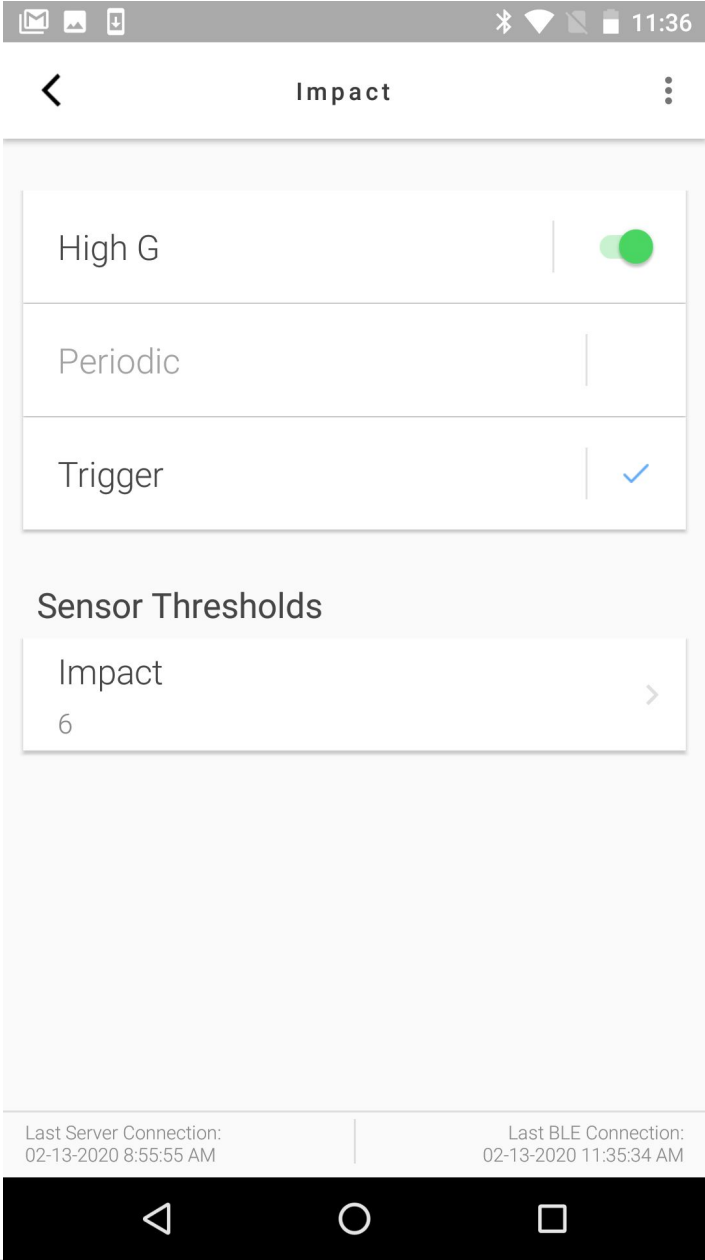 11:36
Impact
High G
Periodic
Trigger
Sensor Thresholds
Impact
6
Last Server Connection:
02-13-2020 8:55:55 AM
Last BLE Connection:
02-13-2020 11:35:34 AM